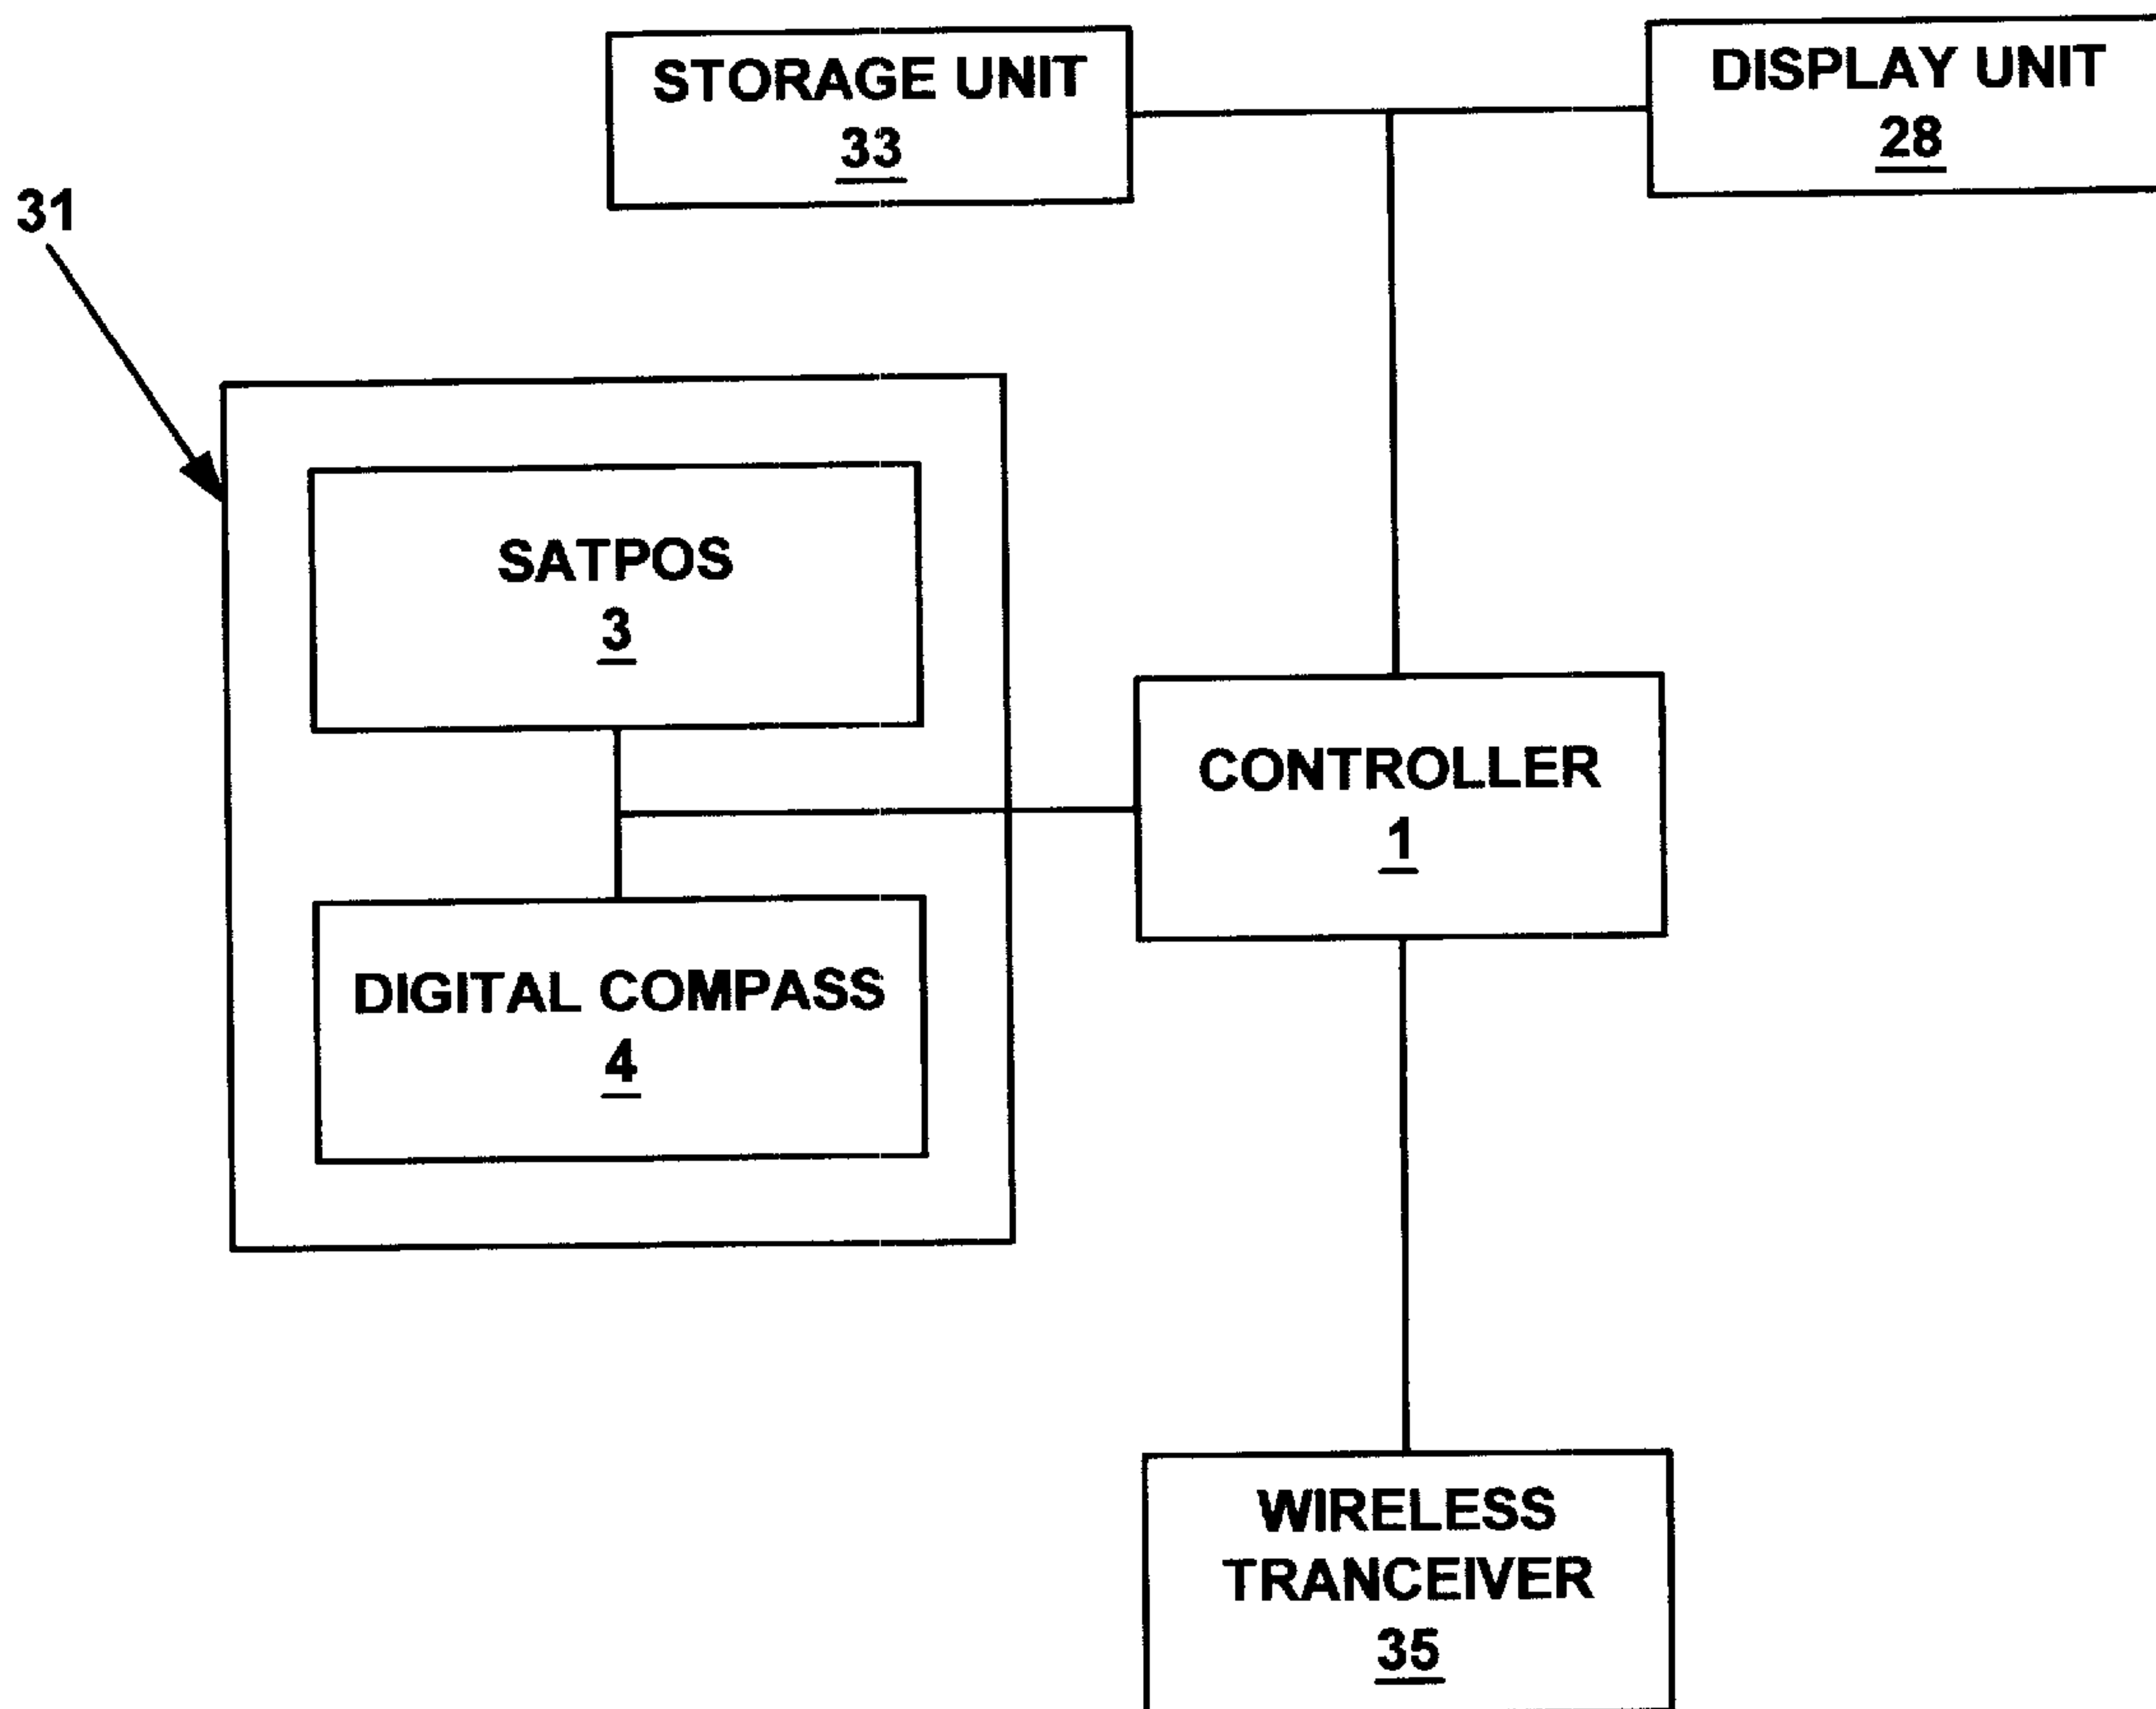 STORAGE UNIT
33
DISPLAY UNIT
28
31
SATPOS
3
CONTROLLER
1
DIGITAL COMPASS
4
WIRELESS
TRANCEIVER
35